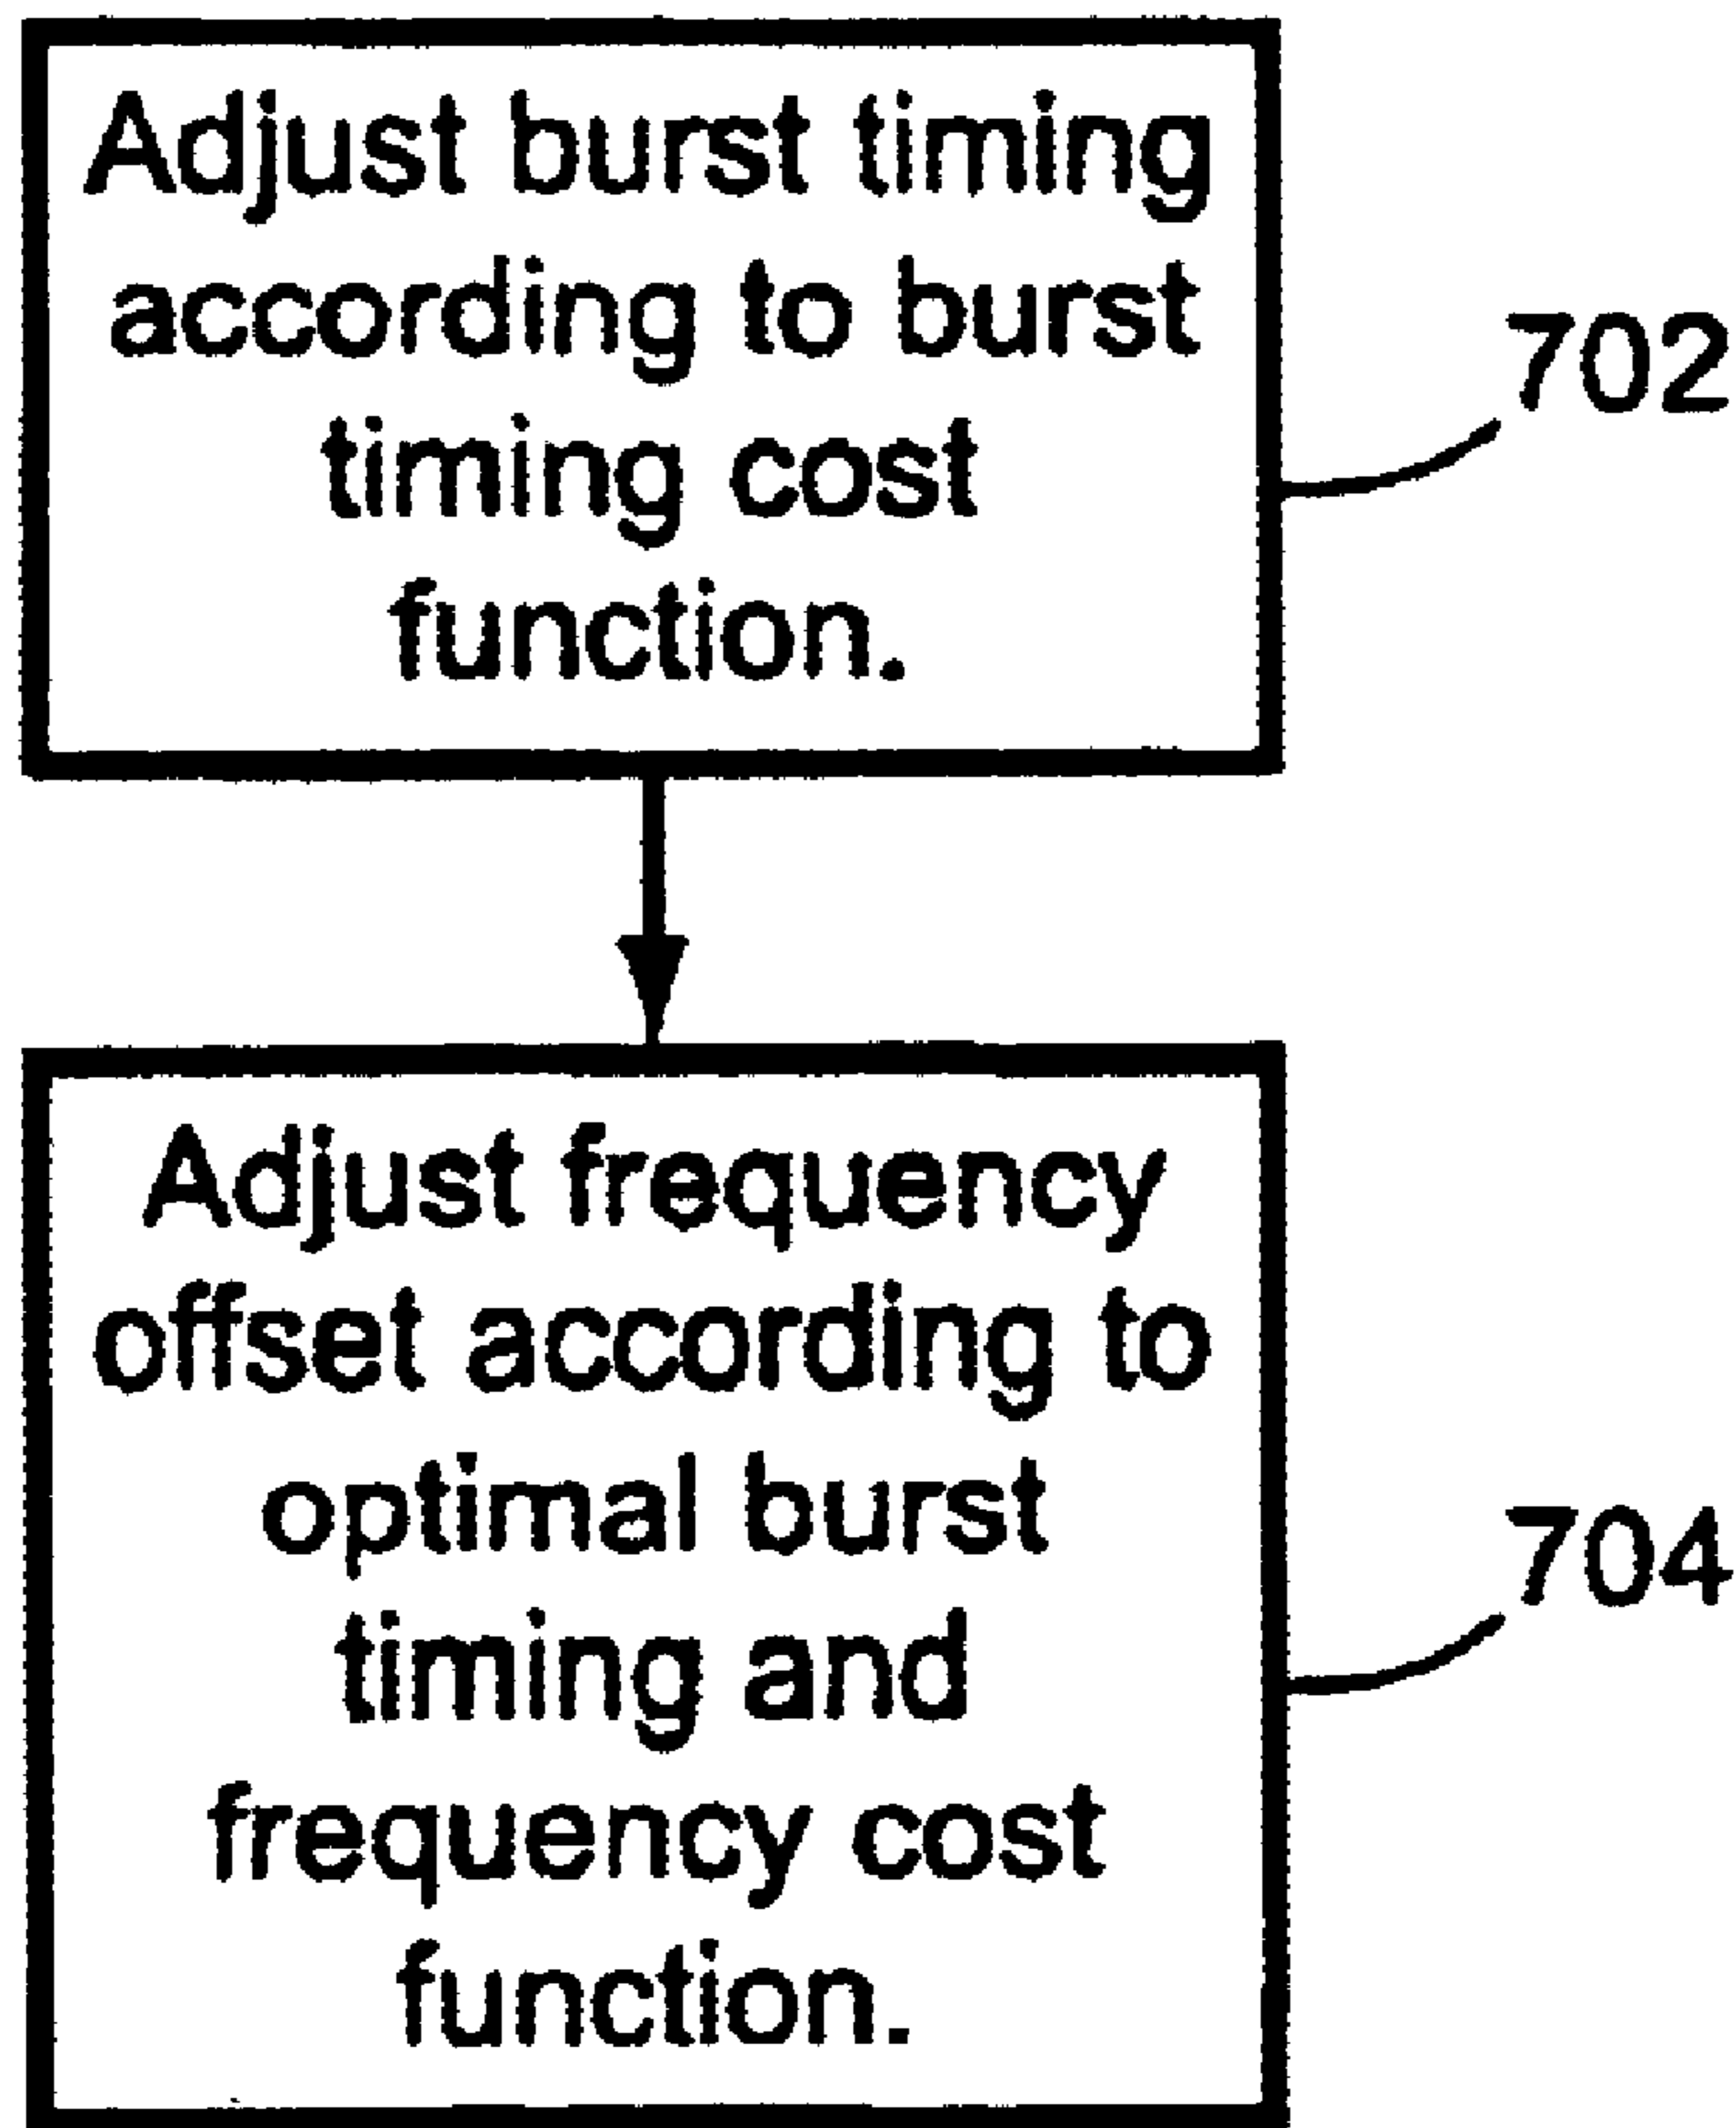 Adjust burst timing
according to burst
timing cost
function.
702
Adjust frequency
offset according to
optimal burst
timing and
frequency cost
function.
704